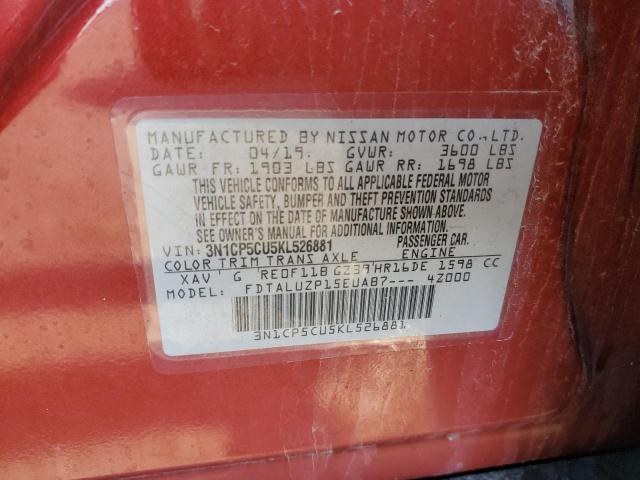 MANUFACTURED BY NISSAN MOTOR CO., LTD.
DATE: 04/19 GVWR: 3600 LBS
GAWR FR: 1903 LBS GAWR RR: 1698 LBS
THIS VEHICLE CONFORMS TO ALL APPLICABLE FEDERAL MOTOR
VEHICLE SAFETY, BUMPER AND THEFT PREVENTION STANDARDS
IN EFFECT ON THE DATE OF MANUFACTURE SHOWN ABOVE.
SEE OWNER'S MANUAL FOR ADDITIONAL INFORMATION.
VIN: 3N1CP5CU5KL526881 PASSENGER CAR.
COLOR TRIM TRANS AXLE ENGINE
XAV G RE0F11B GZ39 HR16DE 1598 CC
MODEL: FDTALUZP15EUAB7--- 4Z000
3N1CP5CU5KL526881